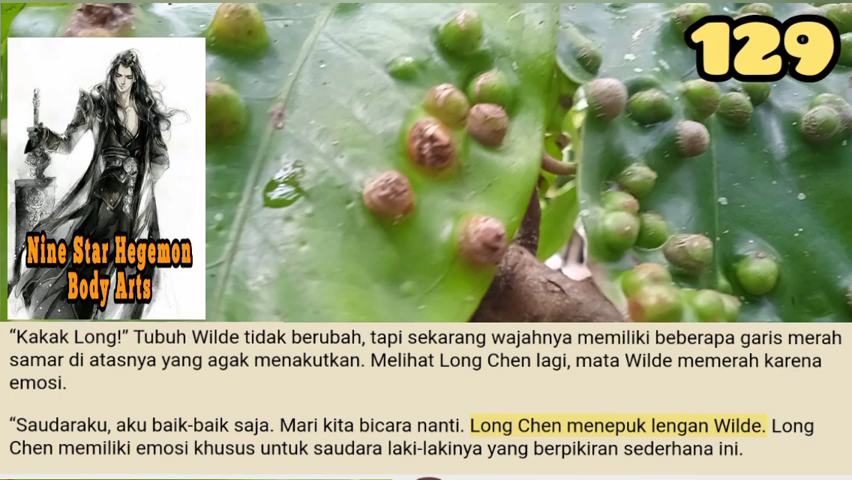 129
Nine Star Hegemon
Body Arts
“Kakak Long!” Tubuh Wilde tidak berubah, tapi sekarang wajahnya memiliki beberapa garis merah
samar di atasnya yang agak menakutkan. Melihat Long Chen lagi, mata Wilde memerah karena
emosi.
“Saudaraku, aku baik-baik saja. Mari kita bicara nanti. Long Chen menepuk lengan Wilde. Long
Chen memiliki emosi khusus untuk saudara laki-lakinya yang berpikiran sederhana ini.